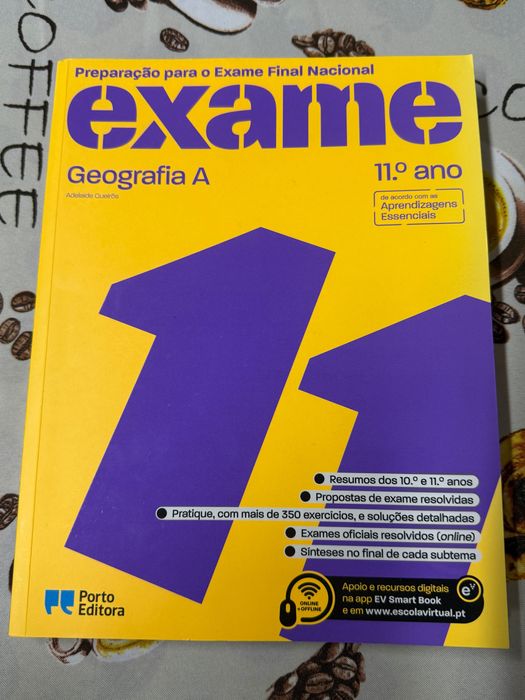 COFFEE
Preparação para o Exame Final Nacional
exame
Geografia A
11.º ano
Adelaide Queirós
de acordo com as
Aprendizagens
Essenciais
11
Resumos dos 10.º e 11.º anos
Propostas de exame resolvidas
Pratique, com mais de 350 exercícios, e soluções detalhadas
Exames oficiais resolvidos (online)
Sínteses no final de cada subtema
Porto
Editora
ONLINE
+ OFFLINE
Apoio e recursos digitais
na app EV Smart Book
e em www.escolavirtual.pt